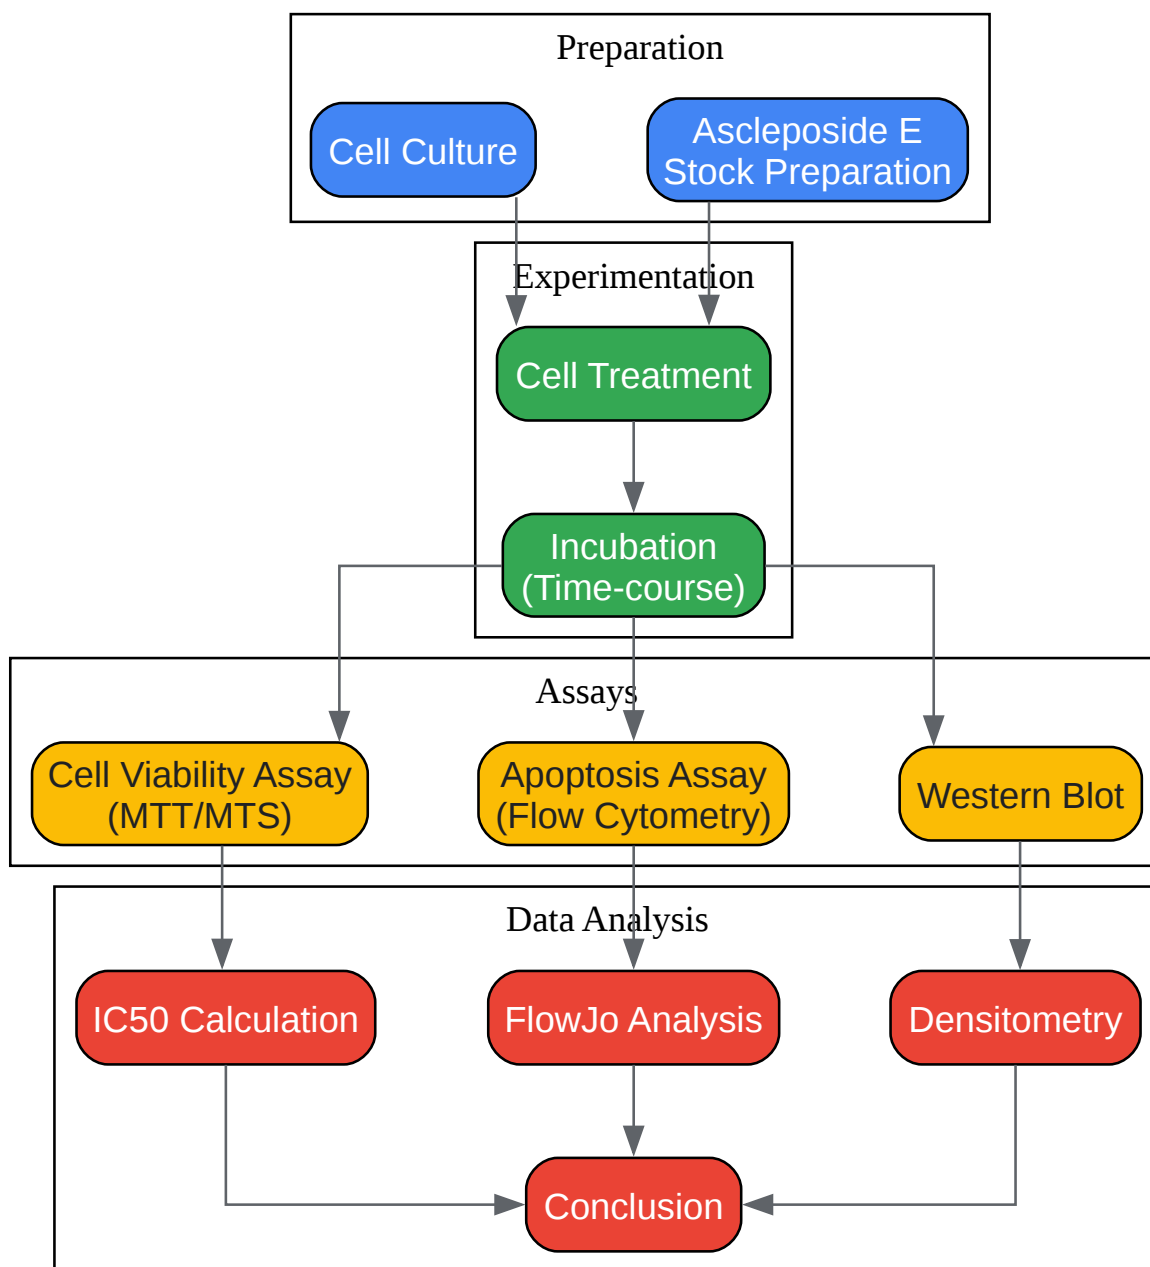 Preparation
Cell Culture
Ascleposide E
Stock Preparation
Experimentation
Cell Treatment
Incubation
(Time-course)
Assays
Cell Viability Assay
(MTT/MTS)
Apoptosis Assay
(Flow Cytometry)
Western Blot
Data Analysis
IC50 Calculation
FlowJo Analysis
Densitometry
Conclusion